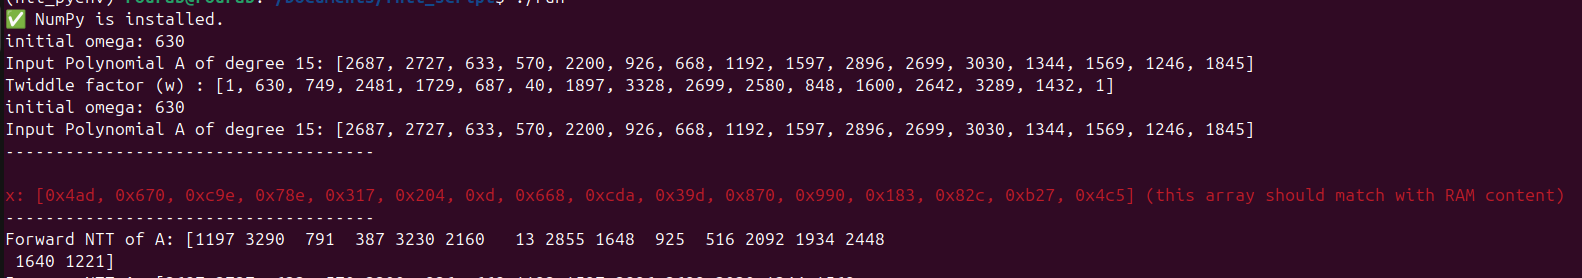 ✅ NumPy is installed.
initial omega: 630
Input Polynomial A of degree 15: [2687, 2727, 633, 570, 2200, 926, 668, 1192, 1597, 2896, 2699, 3030, 1344, 1569, 1246, 1845]
Twiddle factor (w) : [1, 630, 749, 2481, 1729, 687, 40, 1897, 3328, 2699, 2580, 848, 1600, 2642, 3289, 1432, 1]
initial omega: 630
Input Polynomial A of degree 15: [2687, 2727, 633, 570, 2200, 926, 668, 1192, 1597, 2896, 2699, 3030, 1344, 1569, 1246, 1845]
-------------------------------------
x: [0x4ad, 0x670, 0xc9e, 0x78e, 0x317, 0x204, 0xd, 0x668, 0xcda, 0x39d, 0x870, 0x990, 0x183, 0x82c, 0xb27, 0x4c5] (this array should match with RAM content)
-------------------------------------
Forward NTT of A: [1197 3290  791  387 3230 2160   13 2855 1648  925  516 2092 1934 2448
 1640 1221]